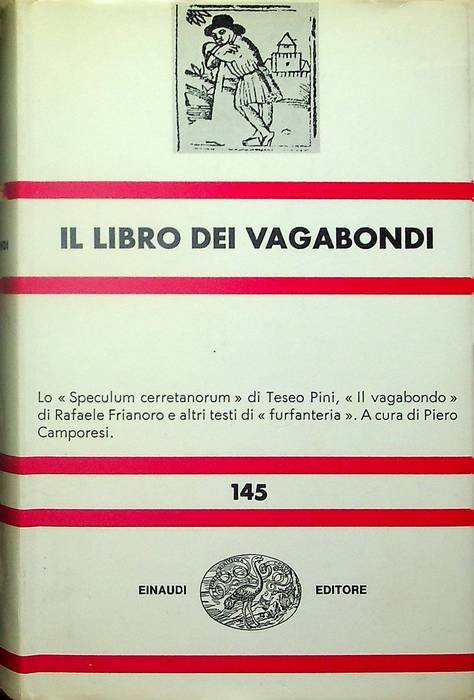 IL LIBRO DEI VAGABONDI
Lo « Speculum cerretanorum » di Teseo Pini, « Il vagabondo »
di Rafaele Frianoro e altri testi di « furfanteria ». A cura di Piero
Camporesi.
145
EINAUDI EDITORE